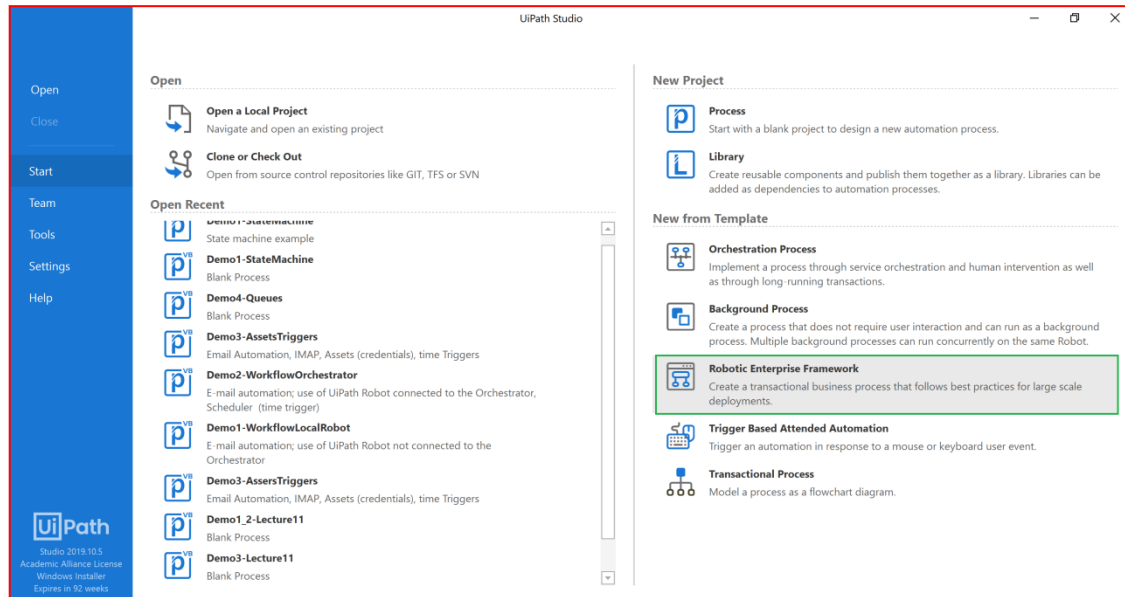 UiPath Studio
Open
Close
Start
Team
Tools
Settings
Help
UiPath
Studio 2019.10.5
Academic Alliance License
Windows Installer
Expires in 92 weeks
Open
Open a Local Project
Navigate and open an existing project
Clone or Check Out
Open from source control repositories like GIT, TFS or SVN
Open Recent
Demo1-StateMachine
State machine example
VB
Demo1-StateMachine
Blank Process
VB
Demo4-Queues
Blank Process
VB
Demo3-AssetsTriggers
Email Automation, IMAP, Assets (credentials), time Triggers
VB
Demo2-WorkflowOrchestrator
E-mail automation; use of UiPath Robot connected to the Orchestrator,
Scheduler (time trigger)
VB
Demo1-WorkflowLocalRobot
E-mail automation; use of UiPath Robot not connected to the
Orchestrator
VB
Demo3-AssersTriggers
Email Automation, IMAP, Assets (credentials), time Triggers
VB
Demo1_2-Lecture11
Blank Process
VB
Demo3-Lecture11
Blank Process
New Project
Process
Start with a blank project to design a new automation process.
Library
Create reusable components and publish them together as a library. Libraries can be
added as dependencies to automation processes.
New from Template
Orchestration Process
Implement a process through service orchestration and human intervention as well
as through long-running transactions.
Background Process
Create a process that does not require user interaction and can run as a background
process. Multiple background processes can run concurrently on the same Robot.
Robotic Enterprise Framework
Create a transactional business process that follows best practices for large scale
deployments.
Trigger Based Attended Automation
Trigger an automation in response to a mouse or keyboard user event.
Transactional Process
Model a process as a flowchart diagram.